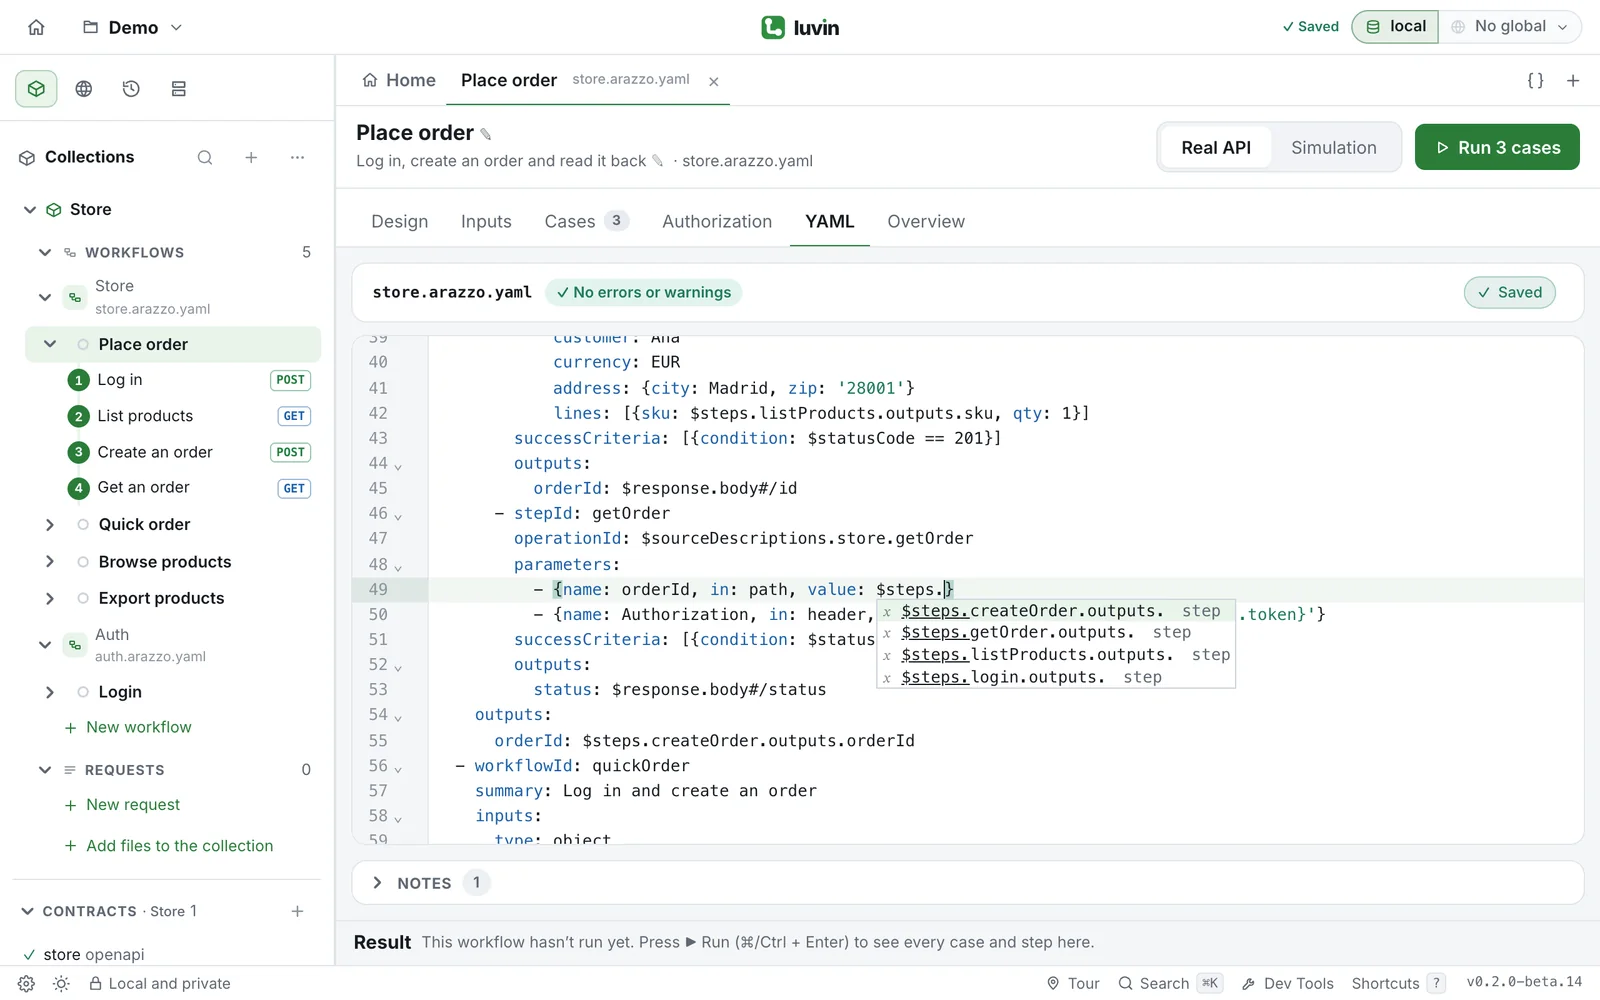 Demo
luvin
✓ Saved
local
No global
Home
Place order store.arazzo.yaml ×
{ } +
Collections
Place order
Log in, create an order and read it back · store.arazzo.yaml
Real API
Simulation
Run 3 cases
Store
WORKFLOWS 5
Store
store.arazzo.yaml
Place order
1 Log in POST
2 List products GET
3 Create an order POST
4 Get an order GET
Quick order
Browse products
Export products
Auth
auth.arazzo.yaml
Login
+ New workflow
REQUESTS 0
+ New request
+ Add files to the collection
CONTRACTS · Store 1 +
✓ store openapi
Design Inputs Cases 3 Authorization YAML Overview
store.arazzo.yaml ✓ No errors or warnings ✓ Saved
39 customer: Ana
40 currency: EUR
41 address: {city: Madrid, zip: '28001'}
42 lines: [{sku: $steps.listProducts.outputs.sku, qty: 1}]
43 successCriteria: [{condition: $statusCode == 201}]
44 outputs:
45 orderId: $response.body#/id
46 - stepId: getOrder
47 operationId: $sourceDescriptions.store.getOrder
48 parameters:
49 - {name: orderId, in: path, value: $steps.}
50 - {name: Authorization, in: header, .token}'}
51 successCriteria: [{condition: $status
52 outputs:
53 status: $response.body#/status
54 outputs:
55 orderId: $steps.createOrder.outputs.orderId
56 - workflowId: quickOrder
57 summary: Log in and create an order
58 inputs:
59 type: object
x $steps.createOrder.outputs. step
x $steps.getOrder.outputs. step
x $steps.listProducts.outputs. step
x $steps.login.outputs. step
NOTES 1
Result This workflow hasn’t run yet. Press ▶ Run (⌘/Ctrl + Enter) to see every case and step here.
Local and private
Tour
Search ⌘K
Dev Tools
Shortcuts ?
v0.2.0-beta.14